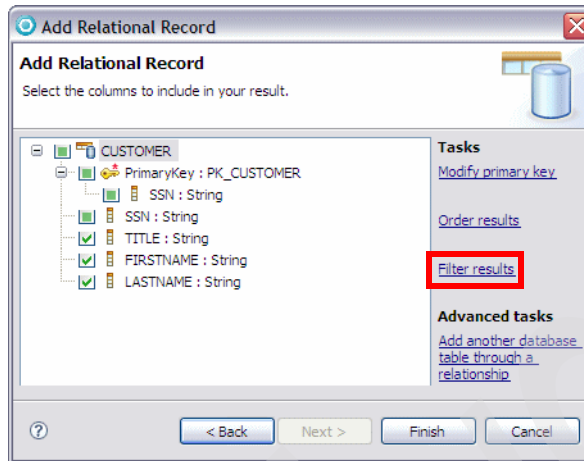 Add Relational Record
Add Relational Record
Select the columns to include in your result.
CUSTOMER
PrimaryKey : PK_CUSTOMER
SSN : String
SSN : String
TITLE : String
FIRSTNAME : String
LASTNAME : String
Tasks
Modify primary key
Order results
Filter results
Advanced tasks
Add another database
table through a
relationship
?
< Back
Next >
Finish
Cancel